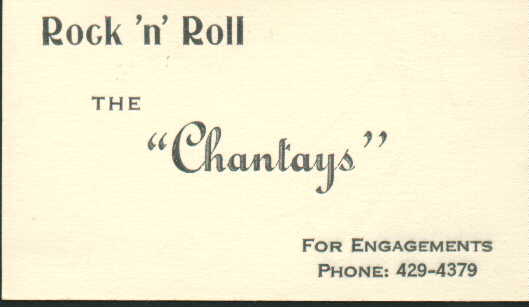 Rock 'n' Roll
THE
"Chantays"
FOR ENGAGEMENTS
PHONE: 429-4379